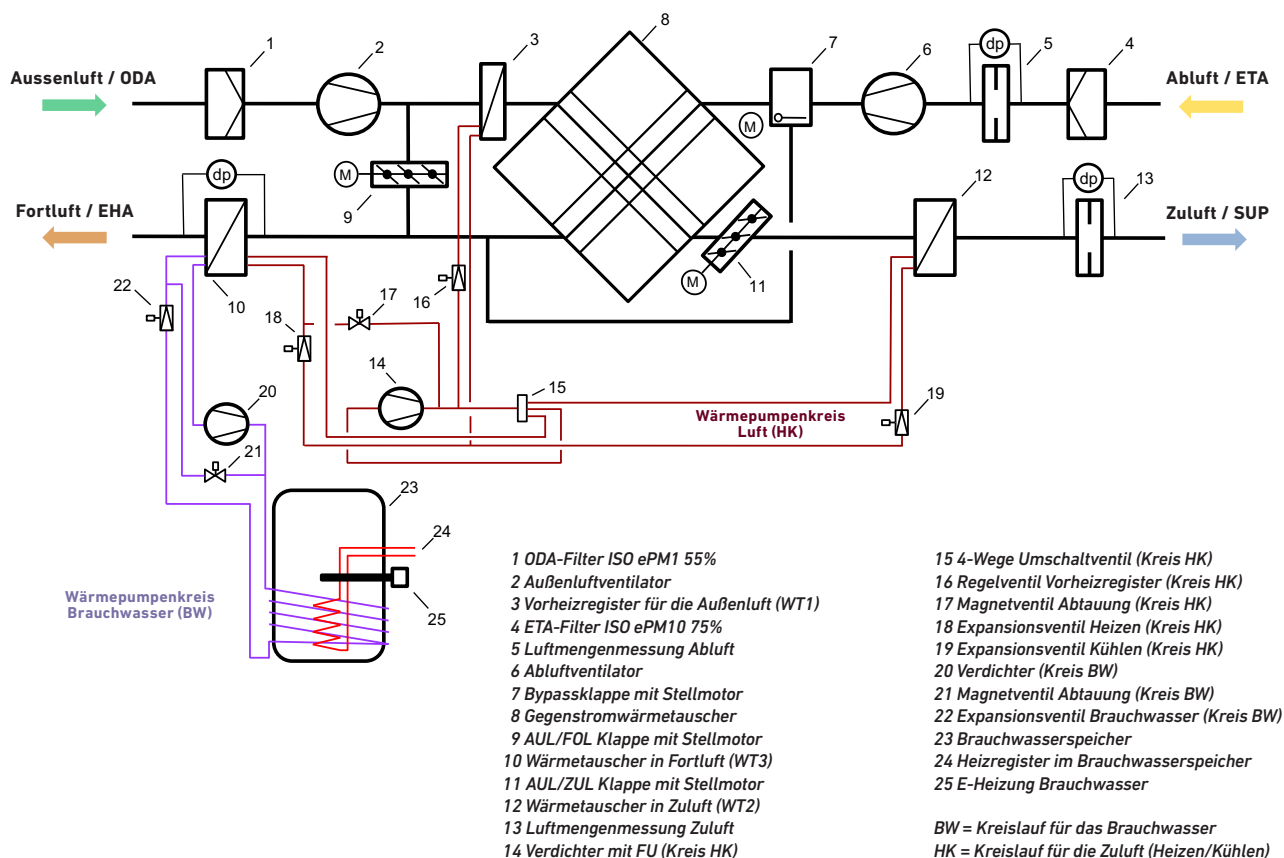 1
2
3
8
7
6
dp
5
4
Aussenluft / ODA
Abluft / ETA
M
dp
M
9
12
dp
13
Fortluft / EHA
Zuluft / SUP
M
11
10
22
16
17
18
14
15
19
Wärmepumpenkreis
Luft (HK)
20
21
23
24
25
Wärmepumpenkreis
Brauchwasser (BW)
1 ODA-Filter ISO ePM1 55%
2 Außenluftventilator
3 Vorheizregister für die Außenluft (WT1)
4 ETA-Filter ISO ePM10 75%
5 Luftmengenmessung Abluft
6 Abluftventilator
7 Bypassklappe mit Stellmotor
8 Gegenstromwärmetauscher
9 AUL/FOL Klappe mit Stellmotor
10 Wärmetauscher in Fortluft (WT3)
11 AUL/ZUL Klappe mit Stellmotor
12 Wärmetauscher in Zuluft (WT2)
13 Luftmengenmessung Zuluft
14 Verdichter mit FU (Kreis HK)
15 4-Wege Umschaltventil (Kreis HK)
16 Regelventil Vorheizregister (Kreis HK)
17 Magnetventil Abtauung (Kreis HK)
18 Expansionsventil Heizen (Kreis HK)
19 Expansionsventil Kühlen (Kreis HK)
20 Verdichter (Kreis BW)
21 Magnetventil Abtauung (Kreis BW)
22 Expansionsventil Brauchwasser (Kreis BW)
23 Brauchwasserspeicher
24 Heizregister im Brauchwasserspeicher
25 E-Heizung Brauchwasser
BW = Kreislauf für das Brauchwasser
HK = Kreislauf für die Zuluft (Heizen/Kühlen)